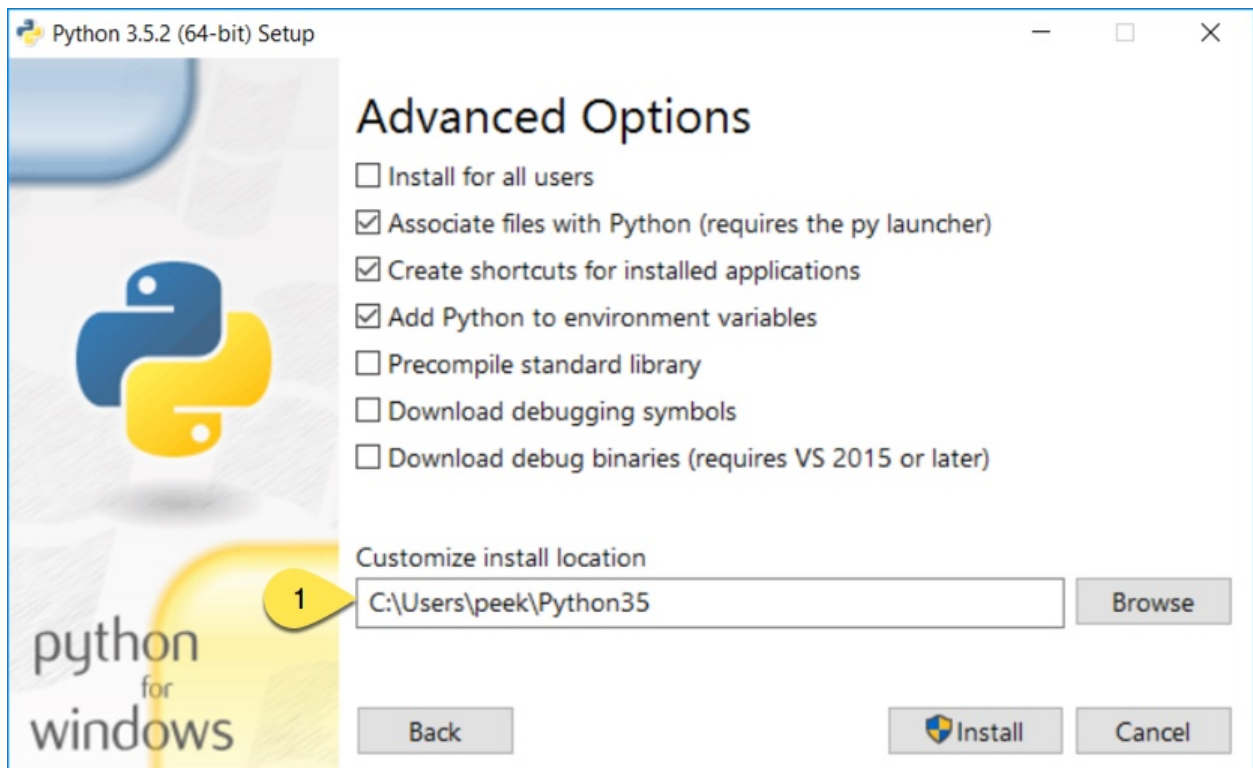 Python 3.5.2 (64-bit) Setup
Advanced Options
Install for all users
Associate files with Python (requires the py launcher)
Create shortcuts for installed applications
Add Python to environment variables
Precompile standard library
Download debugging symbols
Download debug binaries (requires VS 2015 or later)
Customize install location
1
C:\Users\peek\Python35
Browse
python
for
windows
Back
Install
Cancel